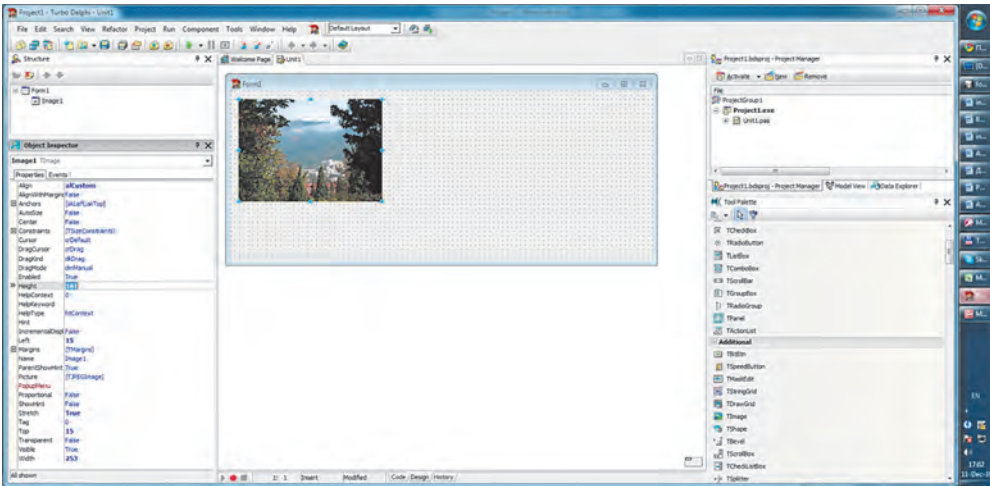 Project1 - Turbo Delphi - Unit1
File Edit Search View Refactor Project Run Component Tools Window Help
Default Layout
Structure
Form1
Image1
Object Inspector
Image1 TImage
Properties Events
Align alCustom
AlignWithMargins False
Anchors [akLeft,akTop]
AutoSize False
Center False
Constraints (TSizeConstraints)
Cursor crDefault
DragCursor crDrag
DragKind dkDrag
DragMode dmManual
Enabled True
Height 181
HelpContext 0
HelpKeyword
HelpType htContext
Hint
IncrementalDispl False
Left 15
Margins (TMargins)
Name Image1
ParentShowHint True
Picture (TJPEGImage)
PopupMenu
Proportional False
ShowHint False
Stretch True
Tag 0
Top 15
Transparent False
Visible True
Width 253
All shown
Welcome Page Unit1
Form1
1: 1 Insert Modified Code Design History
Project1.bdsproj - Project Manager
Activate New Remove
File
ProjectGroup1
Project1.exe
Unit1.pas
Project1.bdsproj - Project Manager Model View Data Explorer
Tool Palette
TCheckBox
TRadioButton
TListBox
TComboBox
TScrollBar
TGroupBox
TRadioGroup
TPanel
TActionList
Additional
TBitBtn
TSpeedButton
TMaskEdit
TStringGrid
TDrawGrid
TImage
TShape
TBevel
TScrollBox
TCheckListBox
TSplitter
EN
17:02